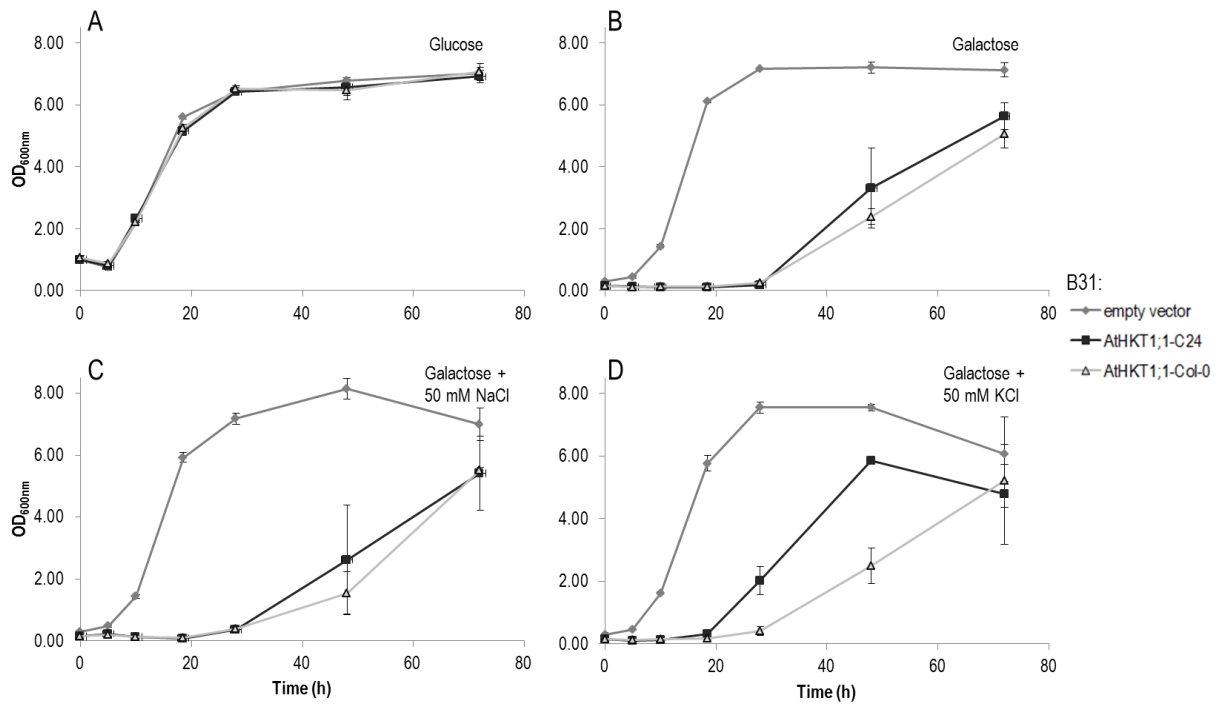 A
Glucose
8.00
6.00
4.00
2.00
0.00
OD600nm
0 20 40 60 80
B
Galactose
8.00
6.00
4.00
2.00
0.00
0 20 40 60 80
B31:
empty vector
AtHKT1;1-C24
AtHKT1;1-Col-0
C
Galactose +
50 mM NaCl
8.00
6.00
4.00
2.00
0.00
OD600nm
0 20 40 60 80
Time (h)
D
Galactose +
50 mM KCl
8.00
6.00
4.00
2.00
0.00
0 20 40 60 80
Time (h)